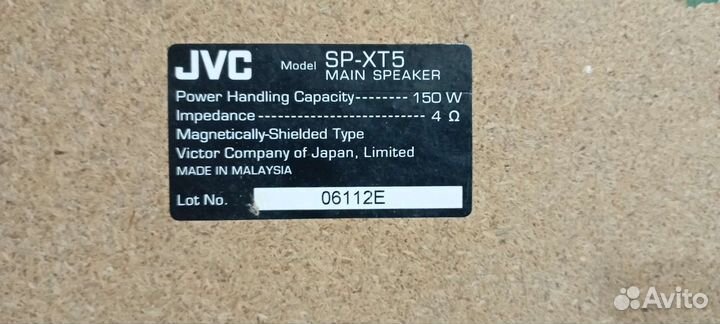 JVC Model SP-XT5
MAIN SPEAKER
Power Handling Capacity-------- 150 W
Impedance-------------------------- 4 Ω
Magnetically-Shielded Type
Victor Company of Japan, Limited
MADE IN MALAYSIA
Lot No. 06112E
Avito